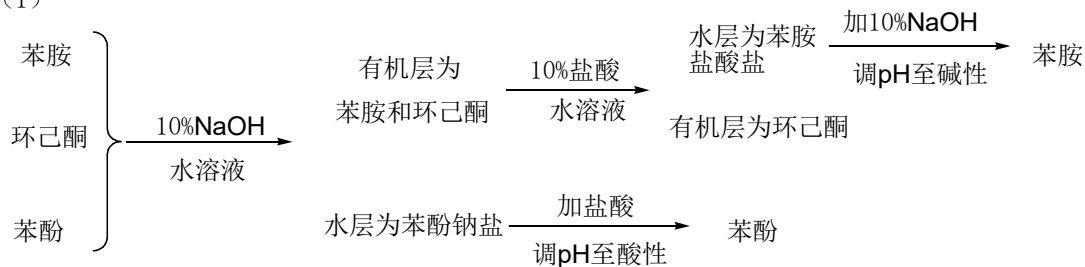 (1)
苯胺
环己酮
苯酚
10%NaOH
水溶液
有机层为
苯胺和环己酮
10%盐酸
水溶液
水层为苯胺
盐酸盐
加10%NaOH
调pH至碱性
苯胺
有机层为环己酮
水层为苯酚钠盐
加盐酸
调pH至酸性
苯酚